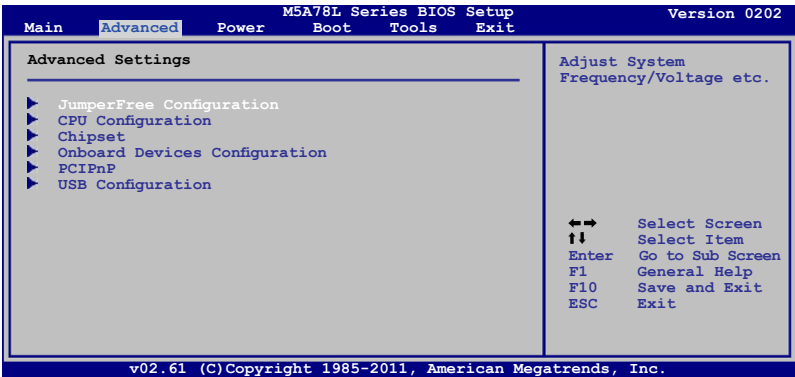 M5A78L Series BIOS Setup Version 0202
Main Advanced Power Boot Tools Exit
Advanced Settings
JumperFree Configuration
CPU Configuration
Chipset
Onboard Devices Configuration
PCIPnP
USB Configuration
Adjust System
Frequency/Voltage etc.
←→ Select Screen
↑↓ Select Item
Enter Go to Sub Screen
F1 General Help
F10 Save and Exit
ESC Exit
v02.61 (C)Copyright 1985-2011, American Megatrends, Inc.